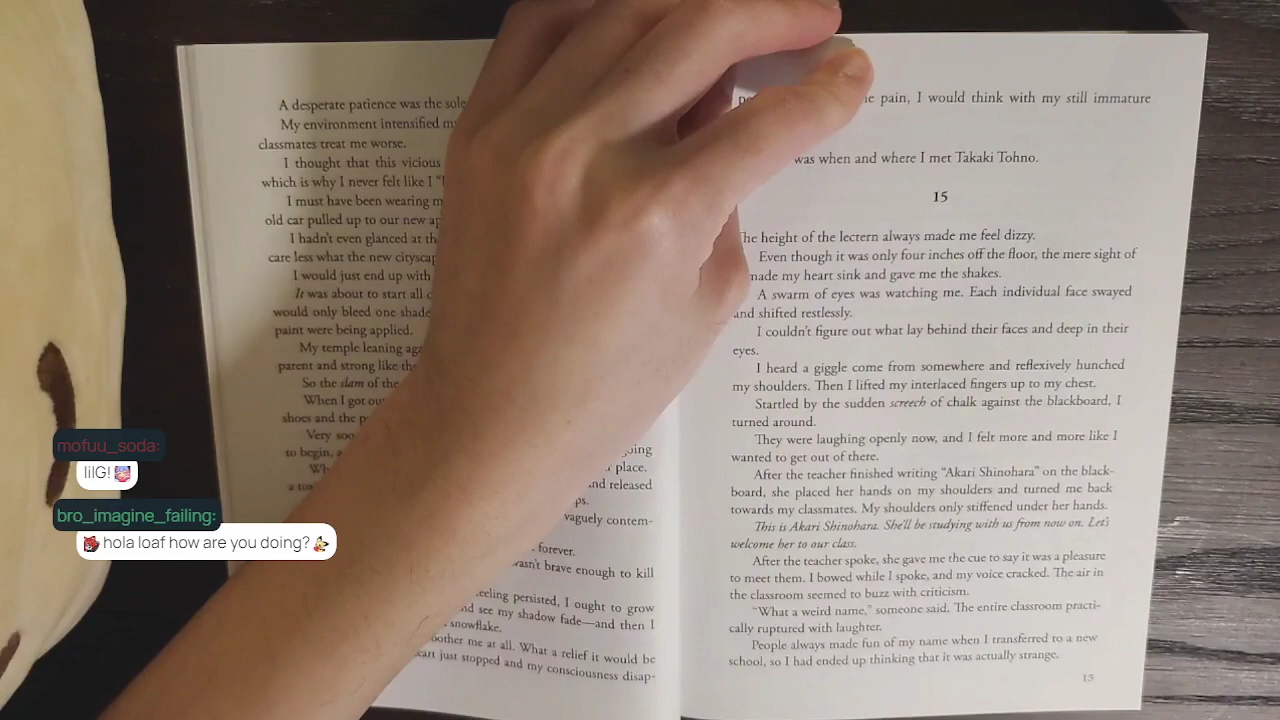 A desperate patience was the sole
My environment intensified
classmates treat me worse.
I thought that this vicious
which is why I never felt like I
I must have been wearing
old car pulled up to our new
I hadn't even glanced at
care less what the new
I would just end up with
It was about to start all
would only bleed one
paint were being applied.
My temple leaning
parent and strong like
So the slam of the
When I got
shoes and the
Very
to begin,
place.
and released
vaguely
forever.
wasn't brave enough to kill
feeling persisted, I ought to grow
and see my shadow fade—and then I
snowflake.
bother me at all. What a relief it would be
just stopped and my consciousness disap-
pain, I would think with my still immature
was when and where I met Takaki Tohno.
15
The height of the lectern always made me feel dizzy.
Even though it was only four inches off the floor, the mere sight of
made my heart sink and gave me the shakes.
A swarm of eyes was watching me. Each individual face swayed
and shifted restlessly.
I couldn't figure out what lay behind their faces and deep in their
eyes.
I heard a giggle come from somewhere and reflexively hunched
my shoulders. Then I lifted my interlaced fingers up to my chest.
Startled by the sudden screech of chalk against the blackboard, I
turned around.
They were laughing openly now, and I felt more and more like I
wanted to get out of there.
After the teacher finished writing “Akari Shinohara” on the black-
board, she placed her hands on my shoulders and turned me back
towards my classmates. My shoulders only stiffened under her hands.
This is Akari Shinohara. She'll be studying with us from now on. Let's
welcome her to our class.
After the teacher spoke, she gave me the cue to say it was a pleasure
to meet them. I bowed while I spoke, and my voice cracked. The air in
the classroom seemed to buzz with criticism.
“What a weird name,” someone said. The entire classroom practi-
cally ruptured with laughter.
People always made fun of my name when I transferred to a new
school, so I had ended up thinking that it was actually strange.
13
mofuu_soda:
lilG!
bro_imagine_failing:
hola loaf how are you doing?